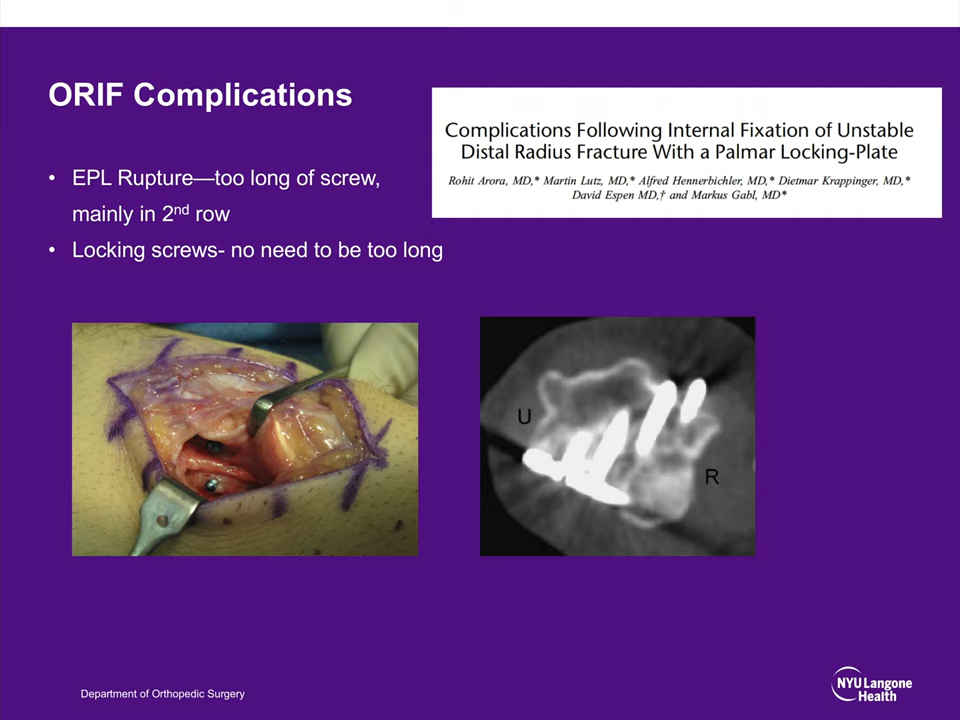 ORIF Complications
Complications Following Internal Fixation of Unstable
Distal Radius Fracture With a Palmar Locking-Plate
Rohit Arora, MD,* Martin Lutz, MD,* Alfred Hennerbichler, MD,* Dietmar Krappinger, MD,*
David Espen MD,† and Markus Gabl, MD*
• EPL Rupture—too long of screw,
mainly in 2nd row
• Locking screws- no need to be too long
U
R
Department of Orthopedic Surgery
NYU Langone
Health